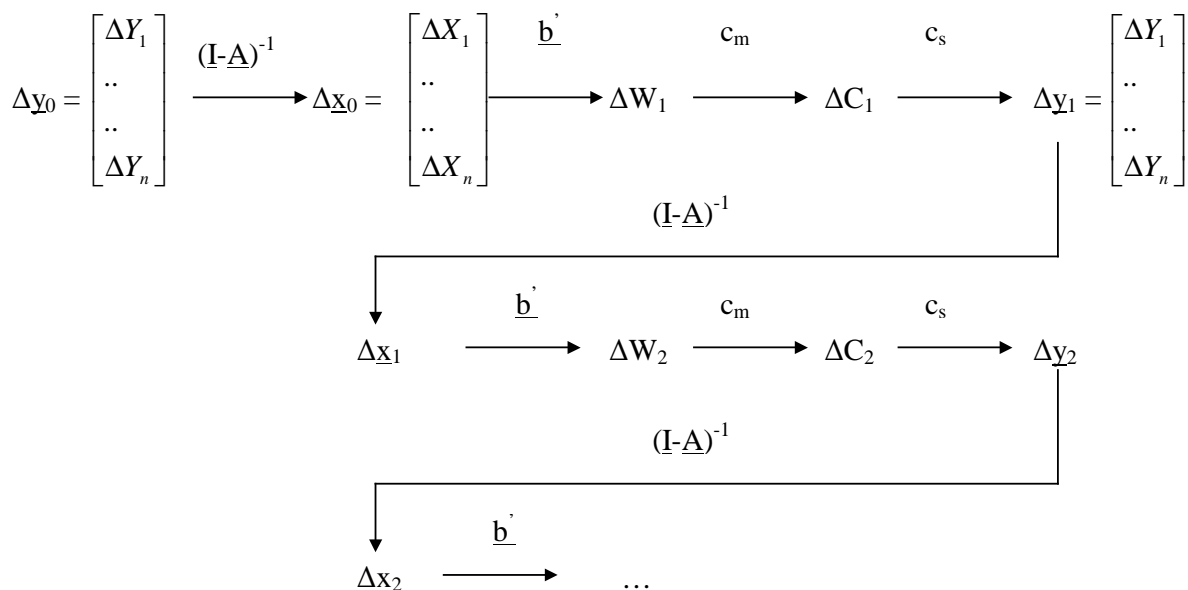 (I-A)⁻¹ b' cₘ cₛ
Δy₀ = [ΔY₁ .. .. ΔYₙ] Δx₀ = [ΔX₁ .. .. ΔXₙ] ΔW₁ ΔC₁ Δy₁ = [ΔY₁ .. .. ΔYₙ]
(I-A)⁻¹
b' cₘ cₛ
Δx₁ ΔW₂ ΔC₂ Δy₂
(I-A)⁻¹
b'
Δx₂ …